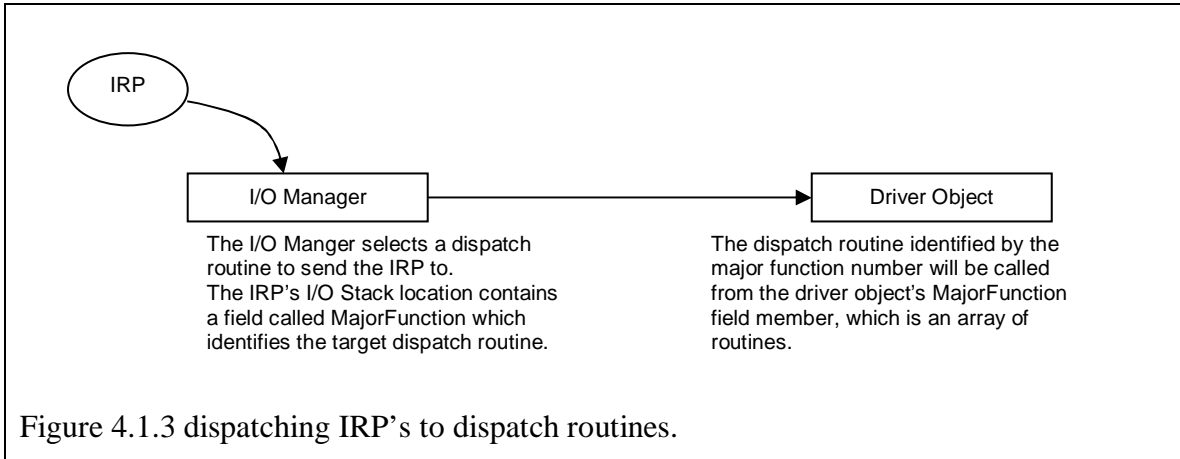 IRP
I/O Manager
Driver Object
The I/O Manger selects a dispatch
routine to send the IRP to.
The IRP's I/O Stack location contains
a field called MajorFunction which
identifies the target dispatch routine.
The dispatch routine identified by the
major function number will be called
from the driver object's MajorFunction
field member, which is an array of
routines.
Figure 4.1.3 dispatching IRP's to dispatch routines.